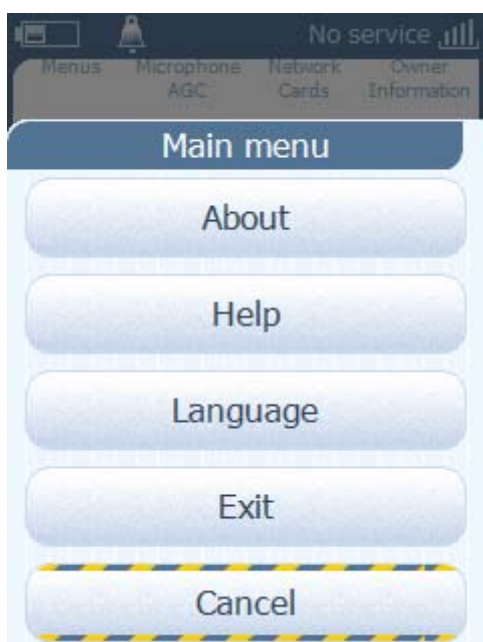 No service
Menus Microphone Network Owner
AGC Cards Information
Main menu
About
Help
Language
Exit
Cancel